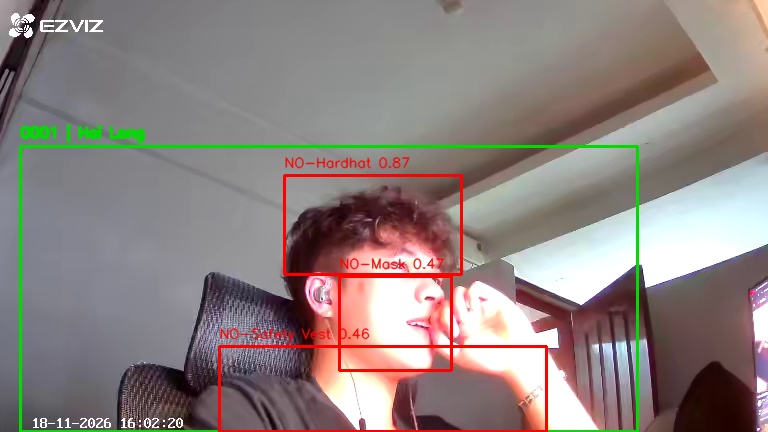 EZVIZ
0001 | Hai Long
NO-Hardhat 0.87
NO-Mask 0.47
NO-Safety Vest 0.46
18-11-2026 16:02:20